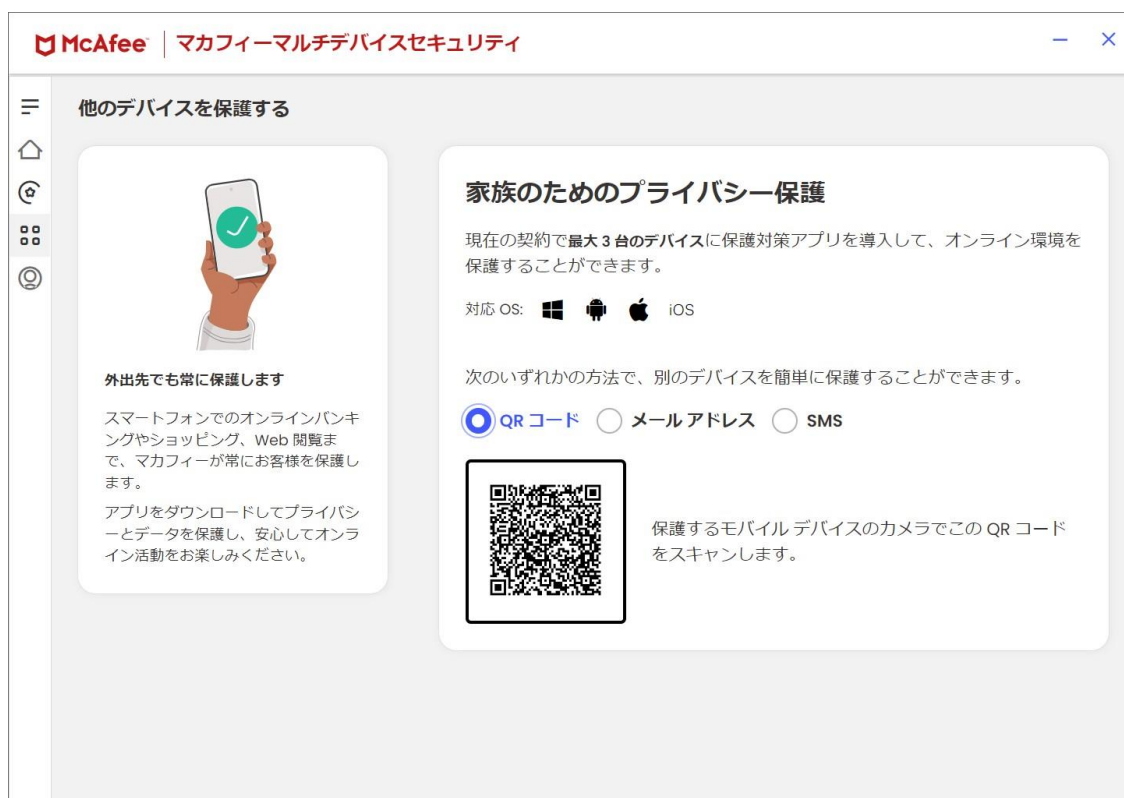 McAfee™ マカフィーマルチデバイスセキュリティ
他のデバイスを保護する
外出先でも常に保護します
スマートフォンでのオンラインバンキ
ングやショッピング、Web 閲覧ま
で、マカフィーが常にお客様を保護し
ます。
アプリをダウンロードしてプライバシ
ーとデータを保護し、安心してオンラ
イン活動をお楽しみください。
家族のためのプライバシー保護
現在の契約で最大 3 台のデバイスに保護対策アプリを導入して、オンライン環境を
保護することができます。
対応 OS: iOS
次のいずれかの方法で、別のデバイスを簡単に保護することができます。
QR コード メール アドレス SMS
保護するモバイル デバイスのカメラでこの QR コード
をスキャンします。